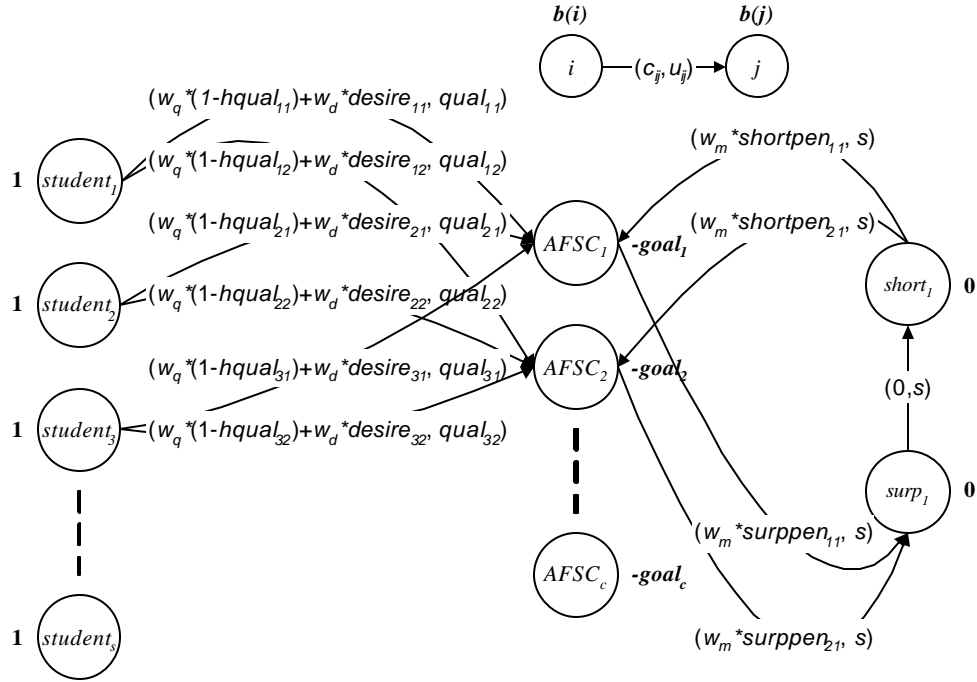 b(i) b(j)
i (c_ij, u_ij) j
(w_q*(1-hqual_11)+w_d*desire_11, qual_11)
(w_m*shortpen_11, s)
(w_q*(1-hqual_12)+w_d*desire_12, qual_12)
1 student_1
(w_q*(1-hqual_21)+w_d*desire_21, qual_21)
(w_m*shortpen_21, s)
AFSC_1 -goal_1
short_1 0
1 student_2
(w_q*(1-hqual_22)+w_d*desire_22, qual_22)
AFSC_2 -goal_2
(w_q*(1-hqual_31)+w_d*desire_31, qual_31)
(0,s)
1 student_3
(w_q*(1-hqual_32)+w_d*desire_32, qual_32)
surp_1 0
(w_m*surppen_11, s)
AFSC_c -goal_c
1 student_s
(w_m*surppen_21, s)